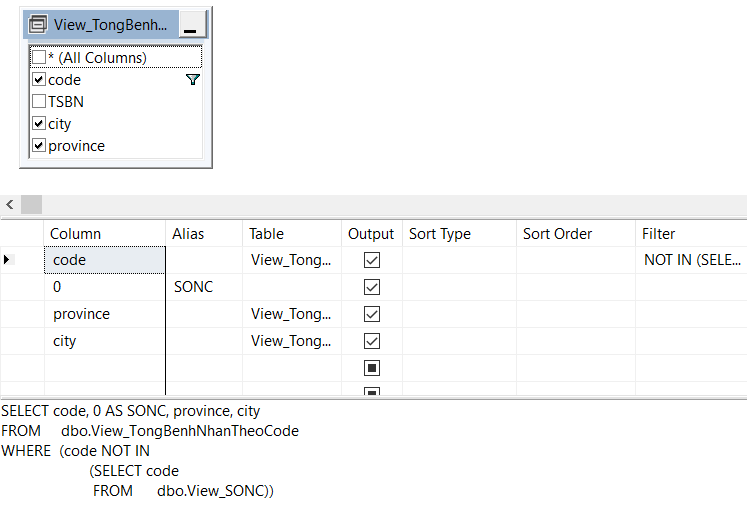 View_TongBenh...
* (All Columns)
code
TSBN
city
province
Column Alias Table Output Sort Type Sort Order Filter
code View_Tong... NOT IN (SELE...
0 SONC
province View_Tong...
city View_Tong...
SELECT code, 0 AS SONC, province, city
FROM dbo.View_TongBenhNhanTheoCode
WHERE (code NOT IN
(SELECT code
FROM dbo.View_SONC))